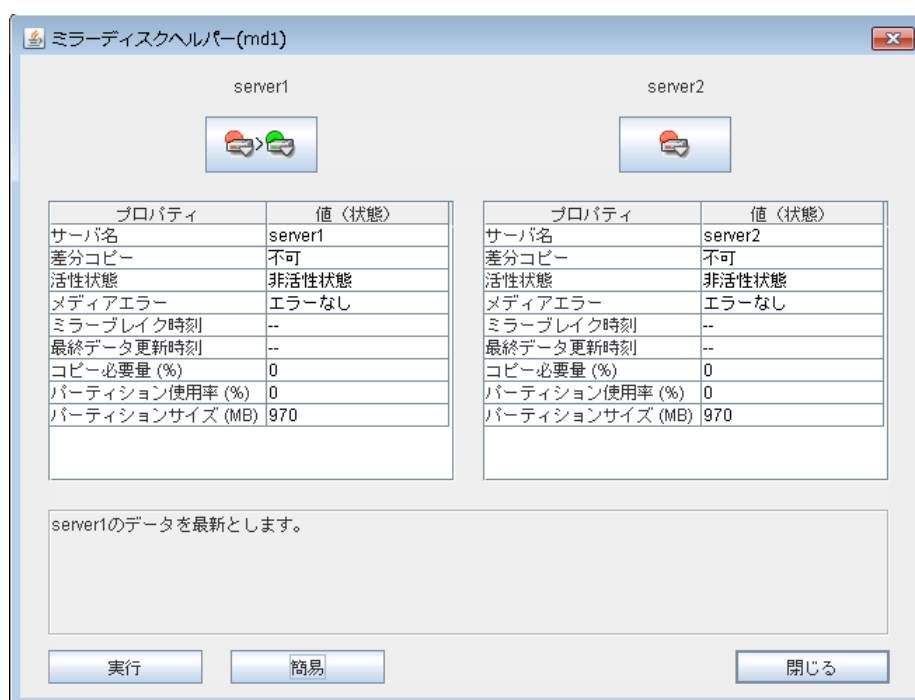 ミラーディスクヘルパー(md1)
server1 server2
>
プロパティ 値（状態） プロパティ 値（状態）
サーバ名 server1 サーバ名 server2
差分コピー 不可 差分コピー 不可
活性状態 非活性状態 活性状態 非活性状態
メディアエラー エラーなし メディアエラー エラーなし
ミラーブレイク時刻 -- ミラーブレイク時刻 --
最終データ更新時刻 -- 最終データ更新時刻 --
コピー必要量 (%) 0 コピー必要量 (%) 0
パーティション使用率 (%) 0 パーティション使用率 (%) 0
パーティションサイズ (MB) 970 パーティションサイズ (MB) 970
server1のデータを最新とします。
実行 簡易 閉じる